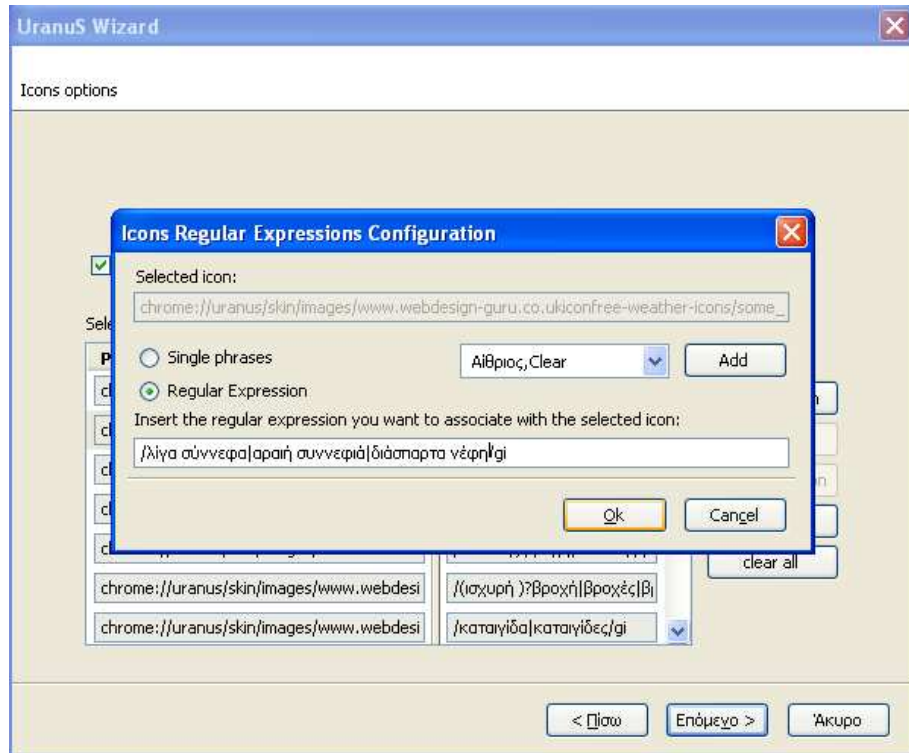 UranuS Wizard
Icons options
Icons Regular Expressions Configuration
Selected icon:
chrome://uranus/skin/images/www.webdesign-guru.co.ukiconfree-weather-icons/some_
Single phrases
Αίθριος,Clear
Add
Regular Expression
Insert the regular expression you want to associate with the selected icon:
/λίγα σύννεφα|αραιή συννεφιά|διάσπαρτα νέφη/gi
Ok
Cancel
clear all
chrome://uranus/skin/images/www.webdesi
/(ισχυρή )?βροχή|βροχές|
chrome://uranus/skin/images/www.webdesi
/καταιγίδα|καταιγίδες/gi
< Πίσω
Επόμενο >
Άκυρο